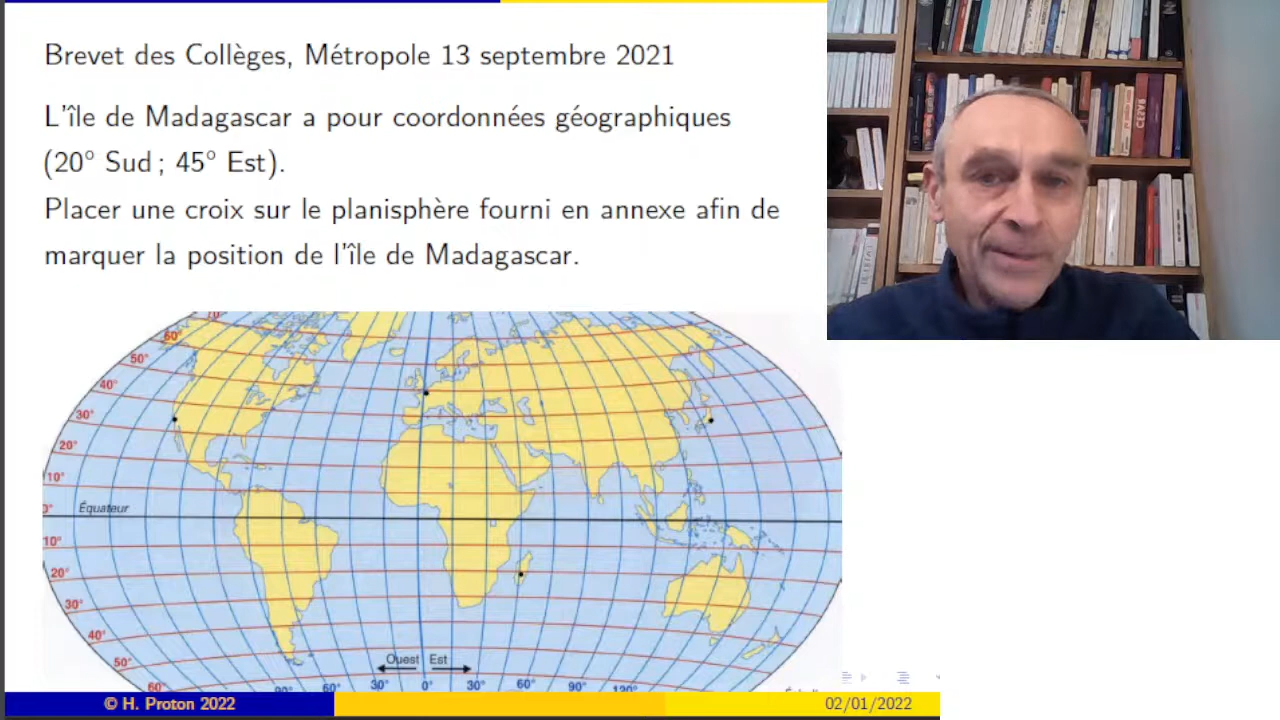 Brevet des Collèges, Métropole 13 septembre 2021
L'île de Madagascar a pour coordonnées géographiques
(20° Sud ; 45° Est).
Placer une croix sur le planisphère fourni en annexe afin de
marquer la position de l'île de Madagascar.
70
60°
50°
40°
30°
20°
10°
0°
Équateur
10°
20°
30°
40°
50°
60°
Ouest Est
90° 60° 30° 0° 30° 60° 90° 120°
© H. Proton 2022
02/01/2022